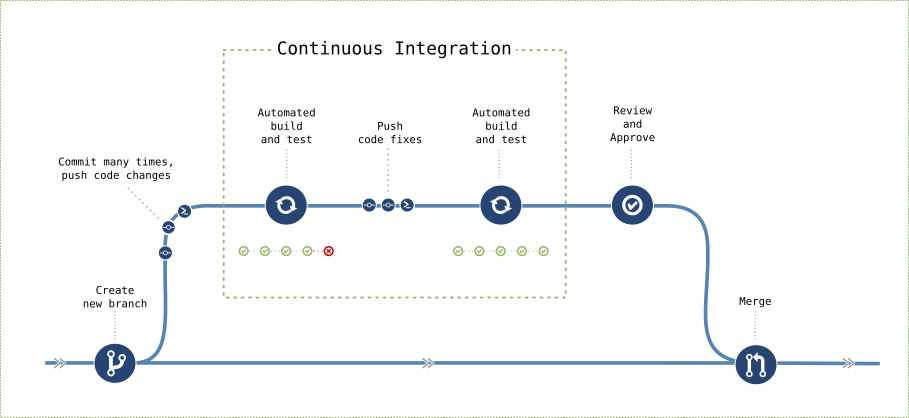 Continuous Integration
Automated
build
and test
Push
code fixes
Automated
build
and test
Review
and
Approve
Commit many times,
push code changes
Create
new branch
Merge